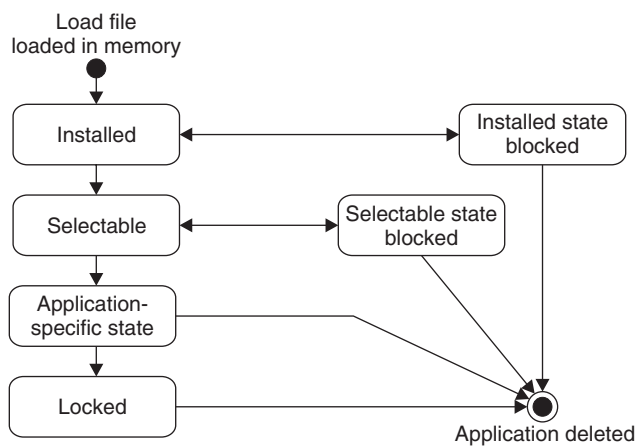 Load file
loaded in memory
Installed
Installed state
blocked
Selectable
Selectable state
blocked
Application-
specific state
Locked
Application deleted